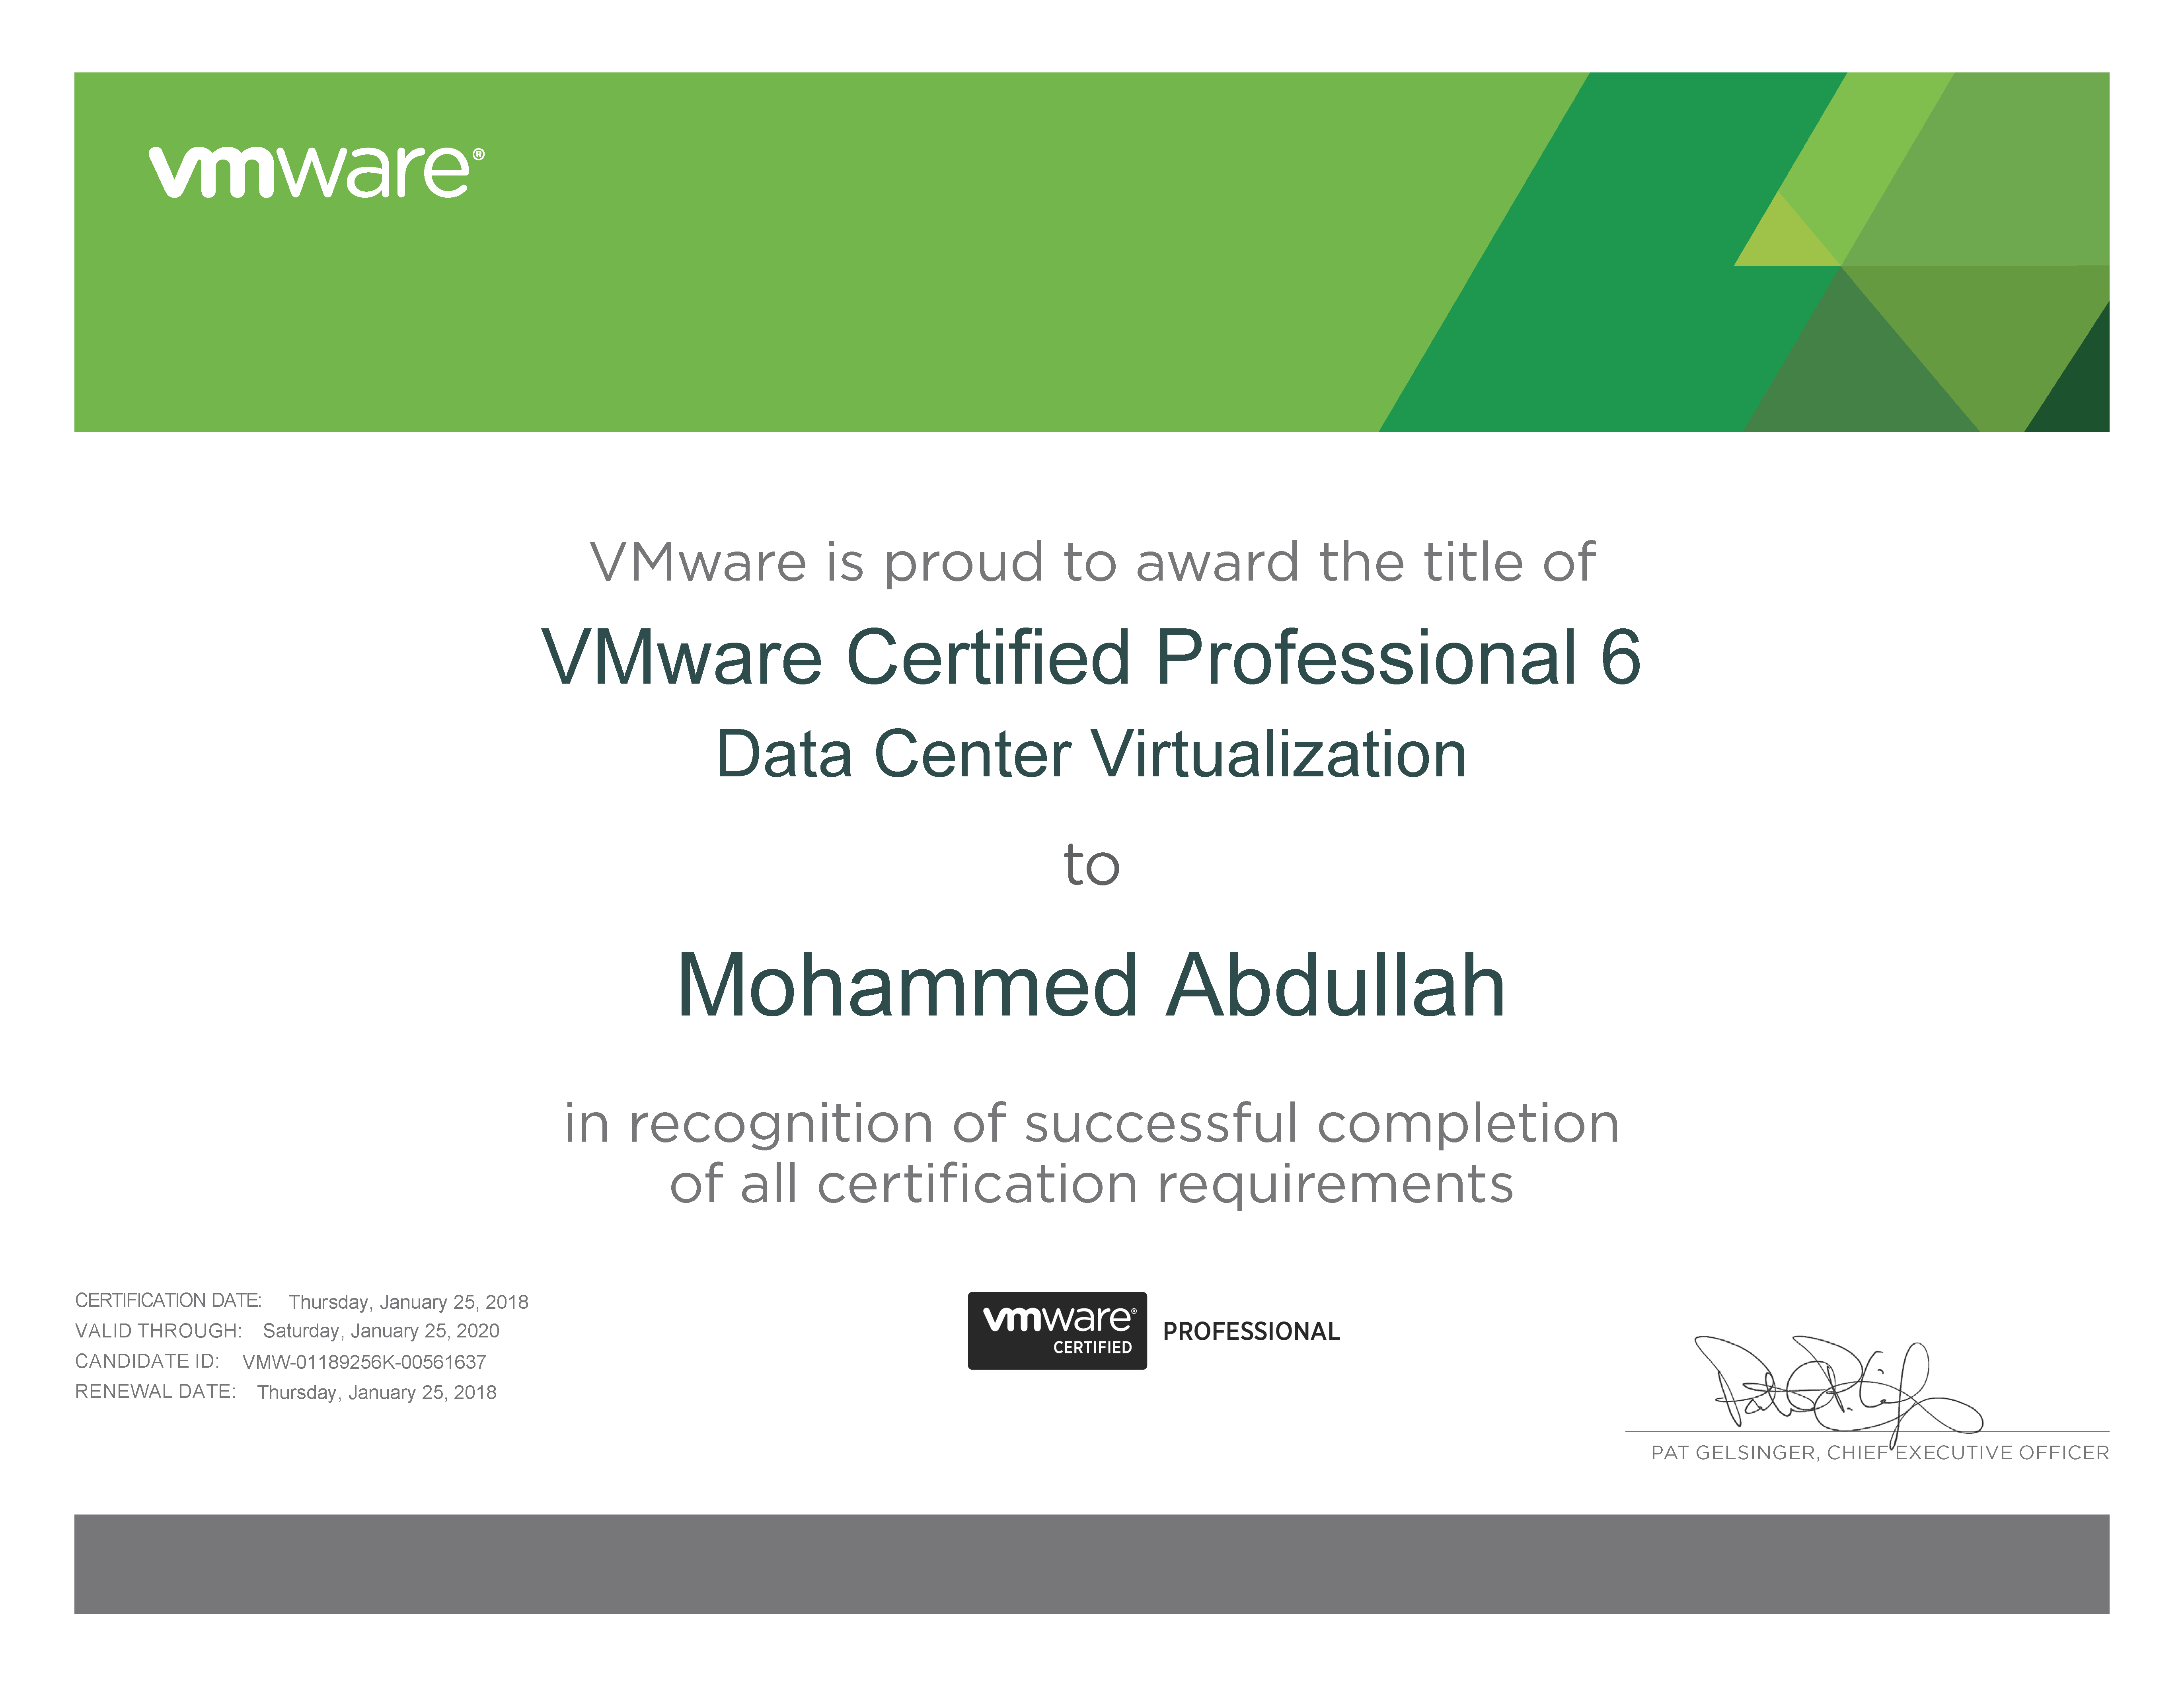 vmware®
VMware is proud to award the title of
VMware Certified Professional 6
Data Center Virtualization
to
Mohammed Abdullah
in recognition of successful completion
of all certification requirements
CERTIFICATION DATE: Thursday, January 25, 2018
VALID THROUGH: Saturday, January 25, 2020
CANDIDATE ID: VMW-01189256K-00561637
RENEWAL DATE: Thursday, January 25, 2018
vmware®
CERTIFIED
PROFESSIONAL
PAT GELSINGER, CHIEF EXECUTIVE OFFICER